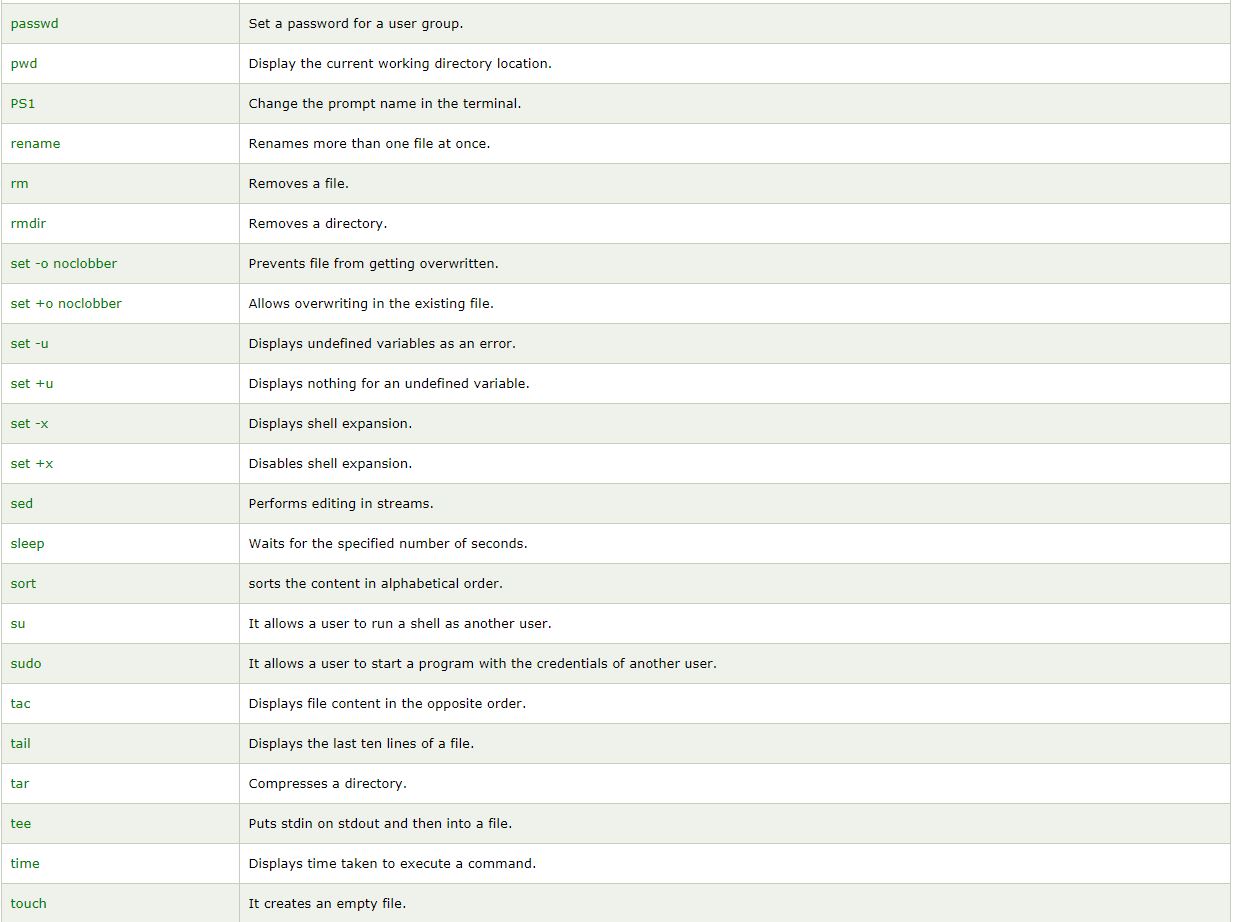 passwd Set a password for a user group.
pwd Display the current working directory location.
PS1 Change the prompt name in the terminal.
rename Renames more than one file at once.
rm Removes a file.
rmdir Removes a directory.
set -o noclobber Prevents file from getting overwritten.
set +o noclobber Allows overwriting in the existing file.
set -u Displays undefined variables as an error.
set +u Displays nothing for an undefined variable.
set -x Displays shell expansion.
set +x Disables shell expansion.
sed Performs editing in streams.
sleep Waits for the specified number of seconds.
sort sorts the content in alphabetical order.
su It allows a user to run a shell as another user.
sudo It allows a user to start a program with the credentials of another user.
tac Displays file content in the opposite order.
tail Displays the last ten lines of a file.
tar Compresses a directory.
tee Puts stdin on stdout and then into a file.
time Displays time taken to execute a command.
touch It creates an empty file.